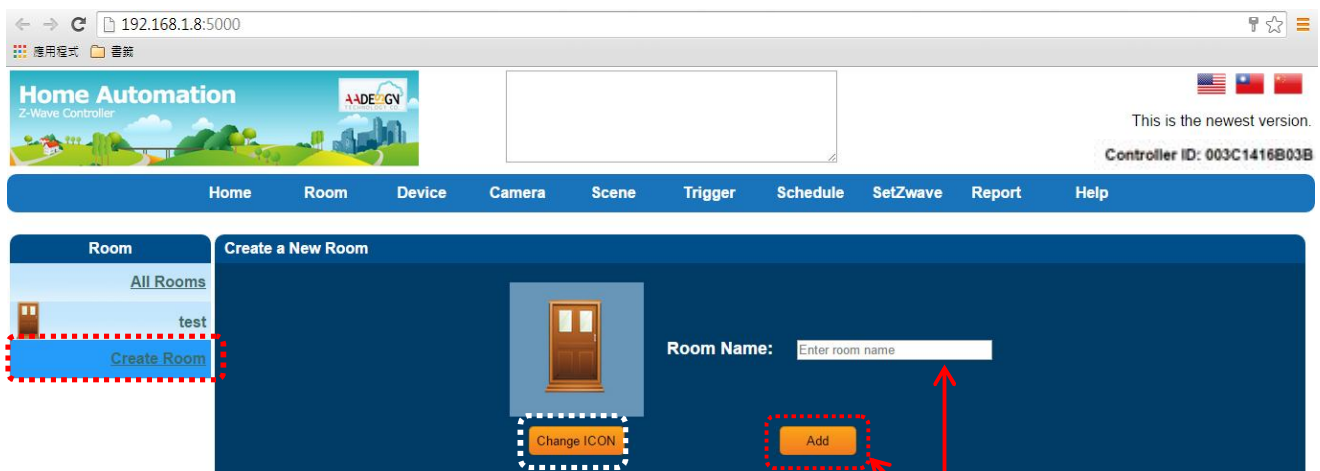 192.168.1.8:5000
應用程式 書籤
Home Automation
Z-Wave Controller
This is the newest version.
Controller ID: 003C1416B03B
Home Room Device Camera Scene Trigger Schedule SetZwave Report Help
Room
Create a New Room
All Rooms
test
Create Room
Room Name: Enter room name
Change ICON
Add